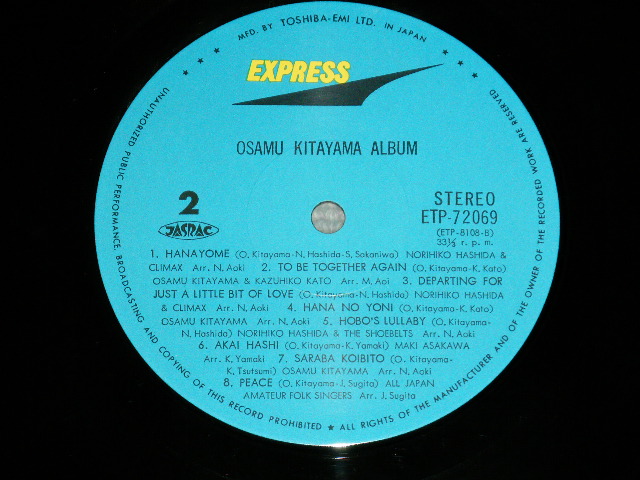 MFD. BY TOSHIBA-EMI LTD. IN JAPAN
EXPRESS
OSAMU KITAYAMA ALBUM
2
JASRAC
STEREO
ETP-72069
(ETP-8108-B)
33⅓ r. p. m.
1. HANAYOME (O. Kitayama-N. Hashida-S. Sakoniwa) NORIHIKO HASHIDA &
CLIMAX Arr. N. Aoki 2. TO BE TOGETHER AGAIN (O. Kitayama-K. Kato)
OSAMU KITAYAMA & KAZUHIKO KATO Arr. M. Aoi 3. DEPARTING FOR
JUST A LITTLE BIT OF LOVE (O. Kitayama-N. Hashida) NORIHIKO HASHIDA
& CLIMAX Arr. N. Aoki 4. HANA NO YONI (O. Kitayama-K. Kato)
OSAMU KITAYAMA Arr. N. Aoki 5. HOBO'S LULLABY (O. Kitayama-
N. Hashida) NORIHIKO HASHIDA & THE SHOEBELTS Arr. N. Aoki
6. AKAI HASHI (O. Kitayama-K. Yamaki) MAKI ASAKAWA
Arr. K. Yamaki 7. SARABA KOIBITO (O. Kitayama-
K. Tsutsumi) OSAMU KITAYAMA Arr. N. Aoki
8. PEACE (O. Kitayama-J. Sugita) ALL JAPAN
AMATEUR FOLK SINGERS Arr. J. Sugita
UNAUTHORIZED PUBLIC PERFORMANCE, BROADCASTING AND COPYING OF THIS RECORD PROHIBITED ★ ALL RIGHTS OF THE MANUFACTURER AND OF THE OWNER OF THE RECORDED WORK ARE RESERVED